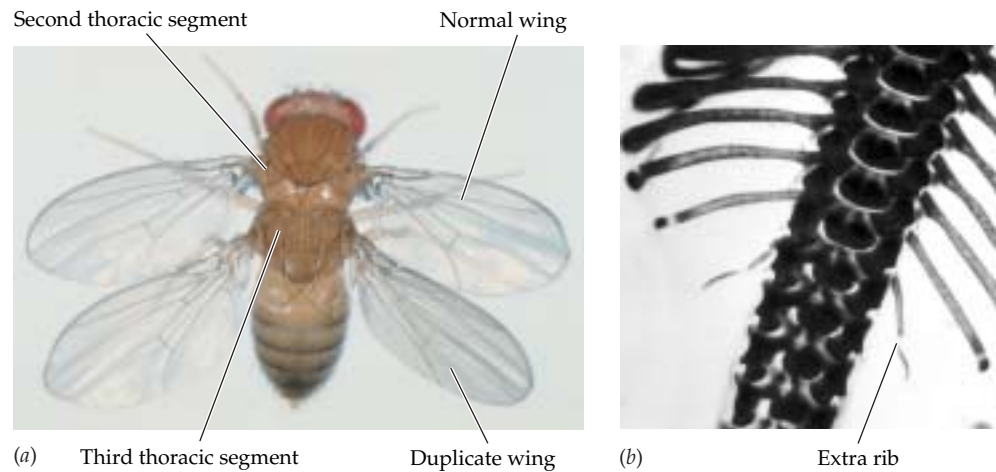 Second thoracic segment
Normal wing
Third thoracic segment
Duplicate wing
Extra rib
(a)
(b)